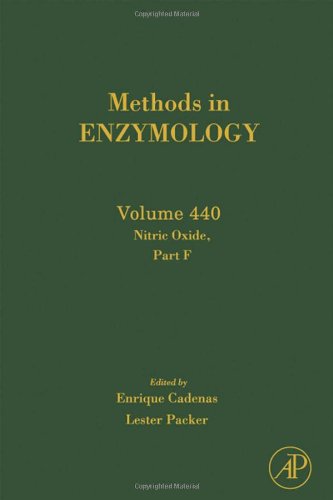 Methods in
ENZYMOLOGY
Volume 440
Nitric Oxide,
Part F
Edited by
Enrique Cadenas
Lester Packer
AP